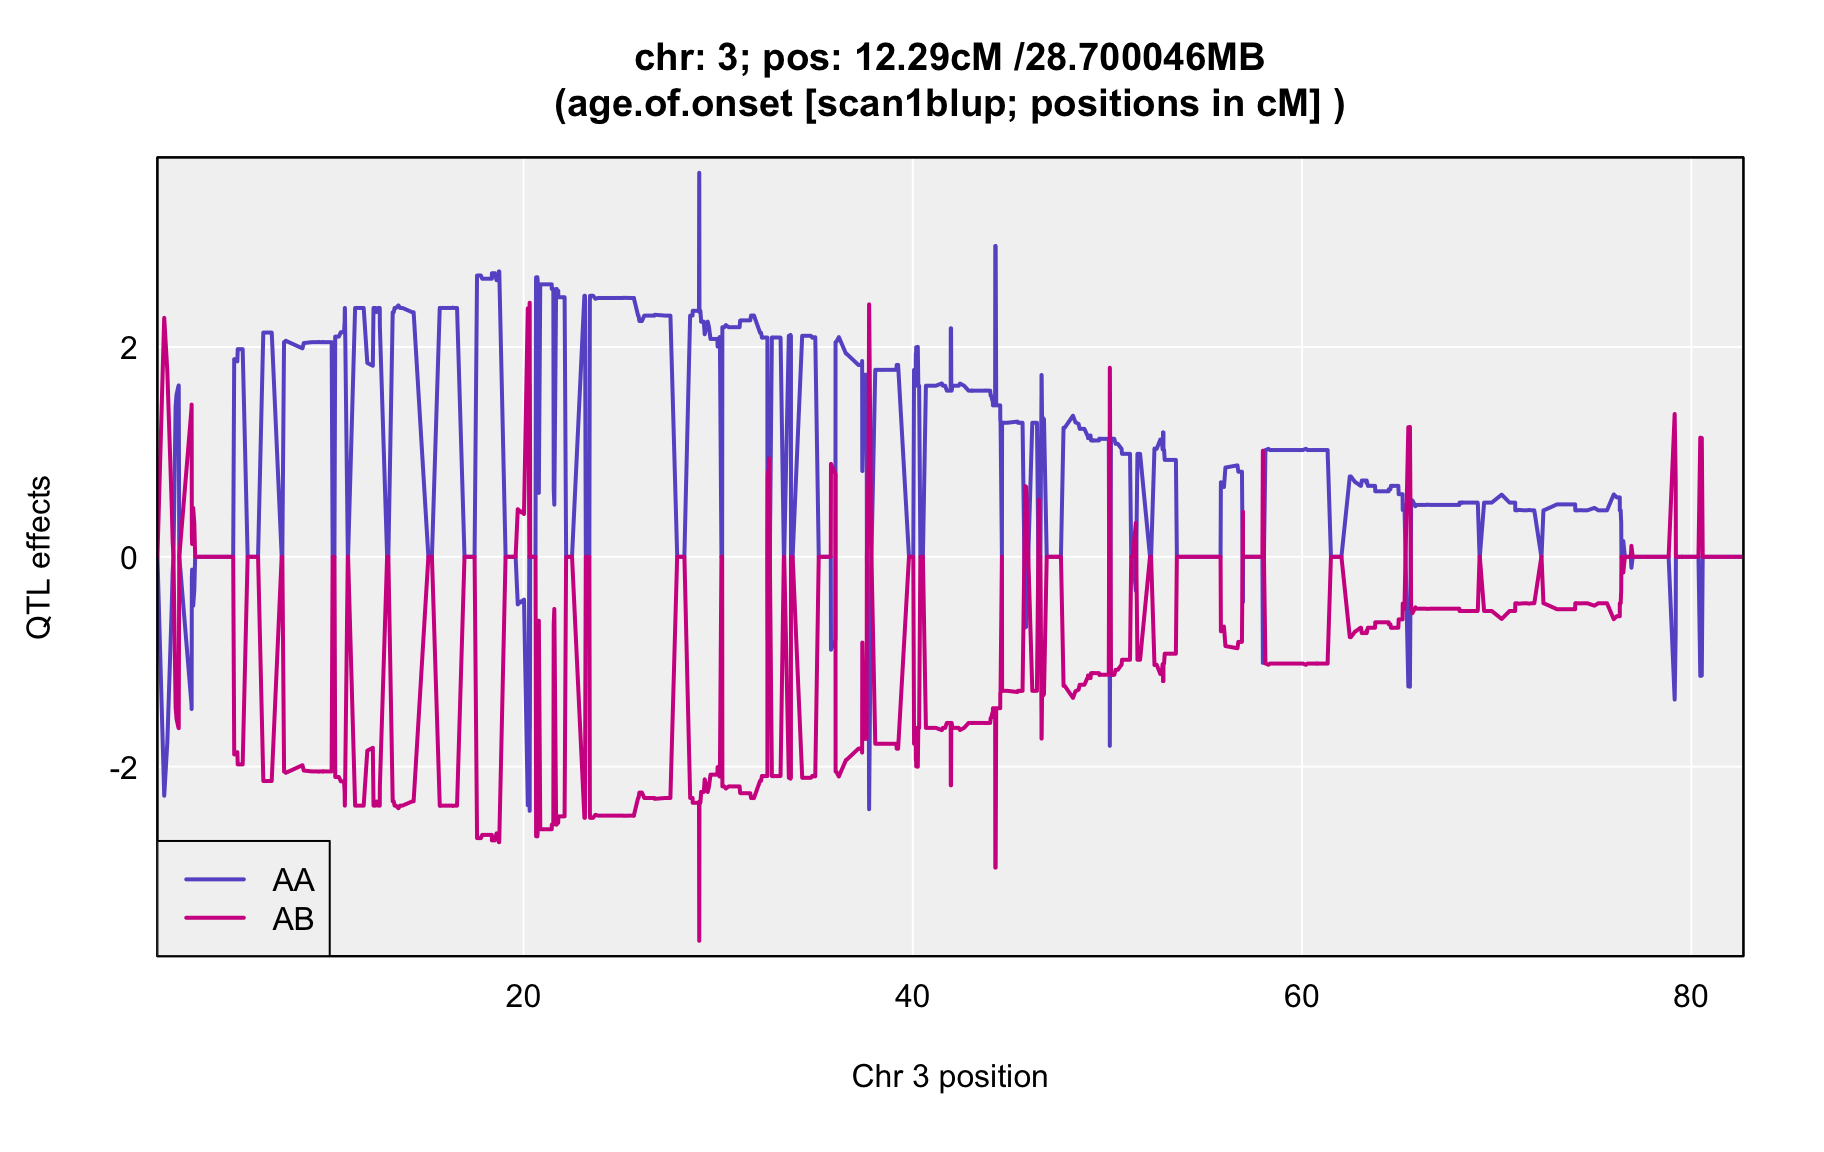 chr: 3; pos: 12.29cM /28.700046MB
(age.of.onset [scan1blup; positions in cM] )
QTL effects
2
0
-2
AA
AB
20 40 60 80
Chr 3 position